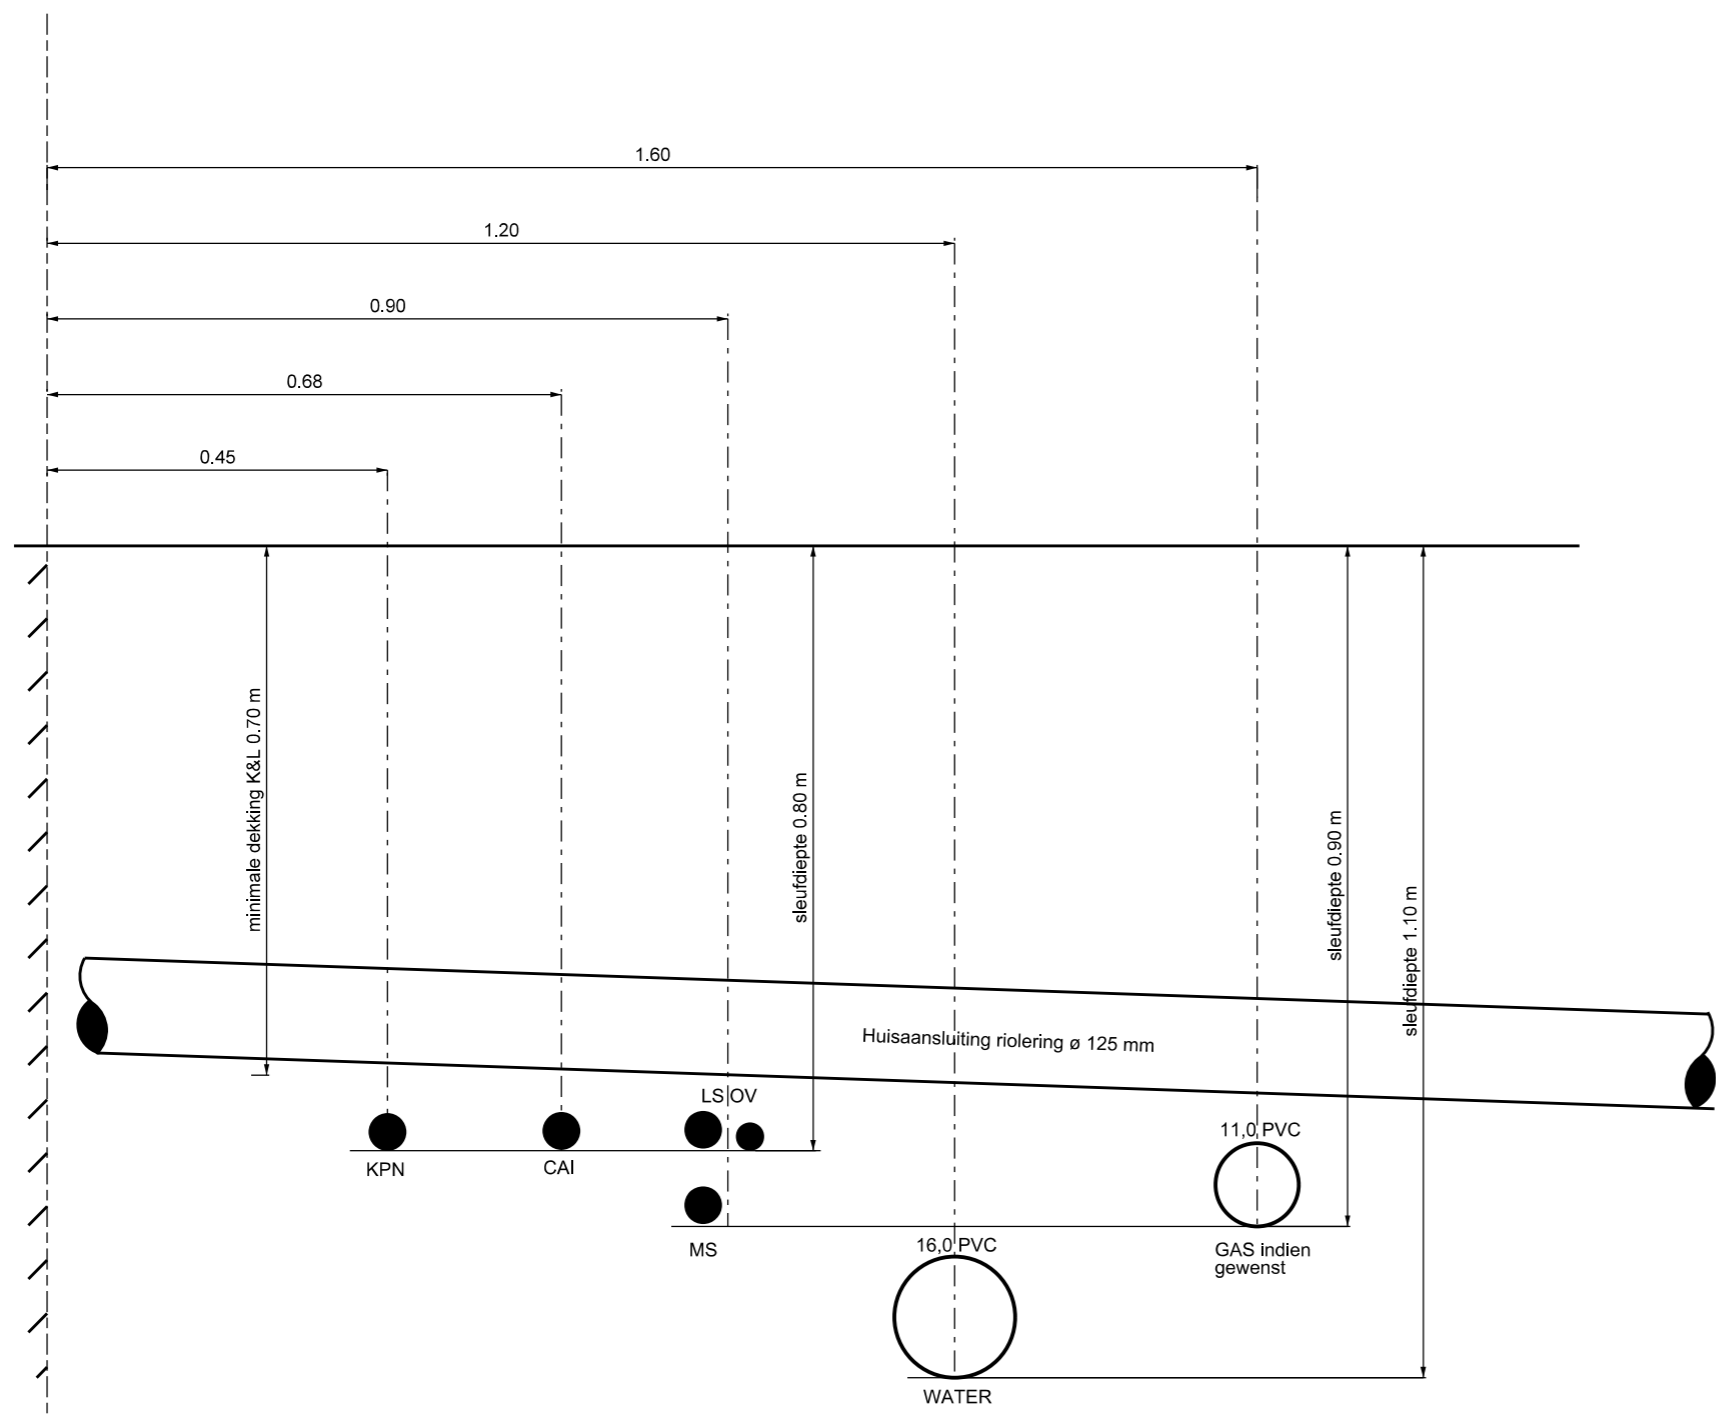 1.60
1.20
0.90
0.68
0.45
minimale dekking K&L 0.70 m
sleufdiepte 0.80 m
sleufdiepte 0.90 m
sleufdiepte 1.10 m
Huisaansluiting riolering ø 125 mm
LS OV
11,0 PVC
KPN
CAI
MS
16,0 PVC
GAS indien
gewenst
WATER